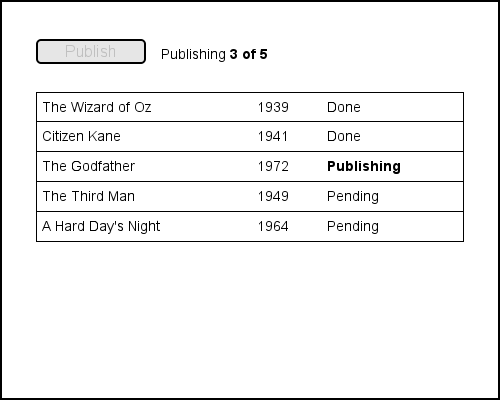 Publish Publishing 3 of 5
The Wizard of Oz 1939 Done
Citizen Kane 1941 Done
The Godfather 1972 Publishing
The Third Man 1949 Pending
A Hard Day's Night 1964 Pending